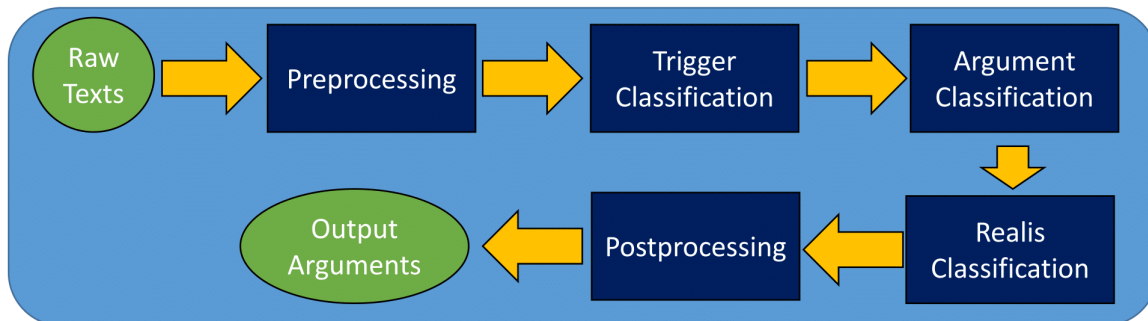 Raw
Texts
Preprocessing
Trigger
Classification
Argument
Classification
Realis
Classification
Postprocessing
Output
Arguments